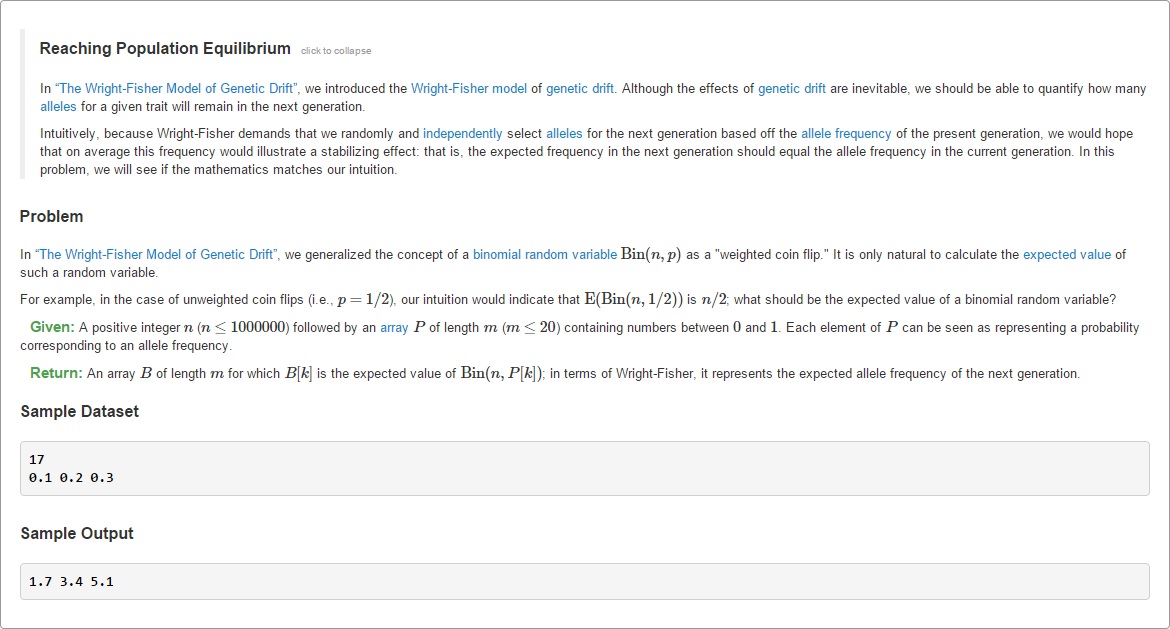 Reaching Population Equilibrium click to collapse
In “The Wright-Fisher Model of Genetic Drift”, we introduced the Wright-Fisher model of genetic drift. Although the effects of genetic drift are inevitable, we should be able to quantify how many
alleles for a given trait will remain in the next generation.
Intuitively, because Wright-Fisher demands that we randomly and independently select alleles for the next generation based off the allele frequency of the present generation, we would hope
that on average this frequency would illustrate a stabilizing effect: that is, the expected frequency in the next generation should equal the allele frequency in the current generation. In this
problem, we will see if the mathematics matches our intuition.
Problem
In “The Wright-Fisher Model of Genetic Drift”, we generalized the concept of a binomial random variable Bin(n, p) as a "weighted coin flip." It is only natural to calculate the expected value of
such a random variable.
For example, in the case of unweighted coin flips (i.e., p = 1/2), our intuition would indicate that E(Bin(n, 1/2)) is n/2; what should be the expected value of a binomial random variable?
Given: A positive integer n (n ≤ 1000000) followed by an array P of length m (m ≤ 20) containing numbers between 0 and 1. Each element of P can be seen as representing a probability
corresponding to an allele frequency.
Return: An array B of length m for which B[k] is the expected value of Bin(n, P[k]); in terms of Wright-Fisher, it represents the expected allele frequency of the next generation.
Sample Dataset
17
0.1 0.2 0.3
Sample Output
1.7 3.4 5.1